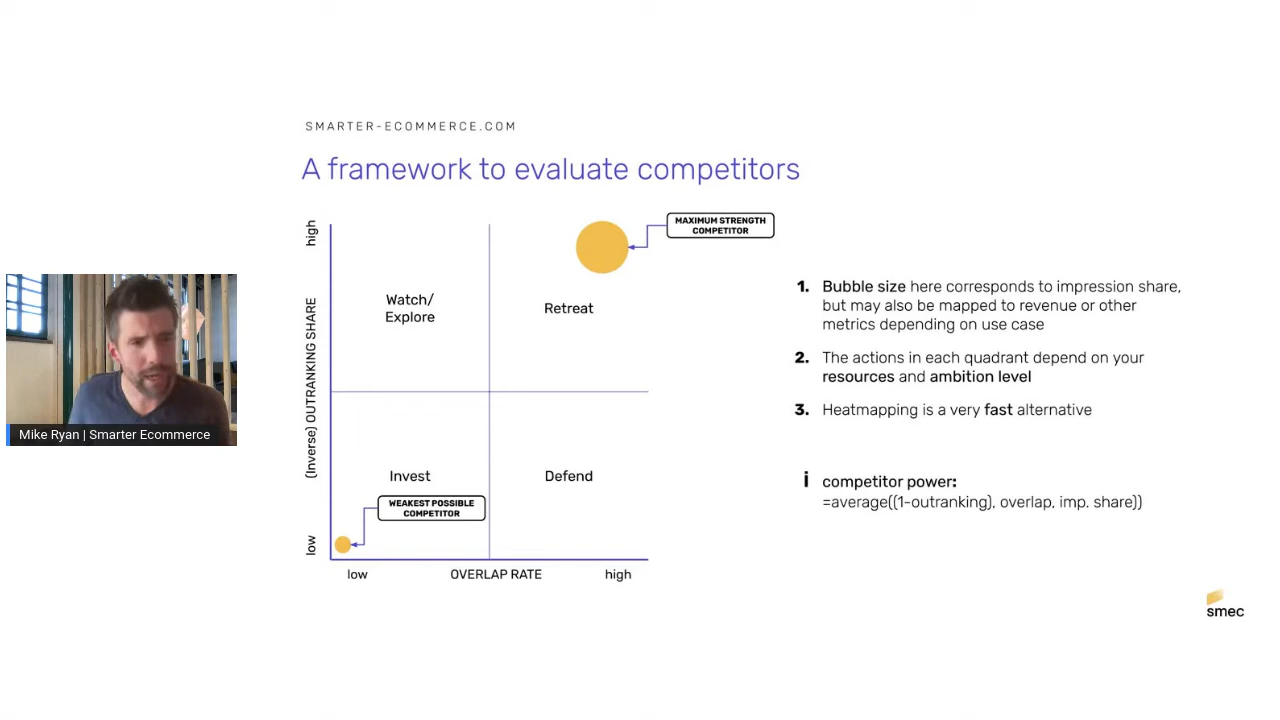 SMARTER-ECOMMERCE.COM
A framework to evaluate competitors
high
(Inverse) OUTRANKING SHARE
low
MAXIMUM STRENGTH
COMPETITOR
Watch/
Explore
Retreat
Invest
Defend
WEAKEST POSSIBLE
COMPETITOR
low
OVERLAP RATE
high
1. Bubble size here corresponds to impression share,
but may also be mapped to revenue or other
metrics depending on use case
2. The actions in each quadrant depend on your
resources and ambition level
3. Heatmapping is a very fast alternative
i competitor power:
=average((1-outranking), overlap, imp. share))
Mike Ryan | Smarter Ecommerce
smec